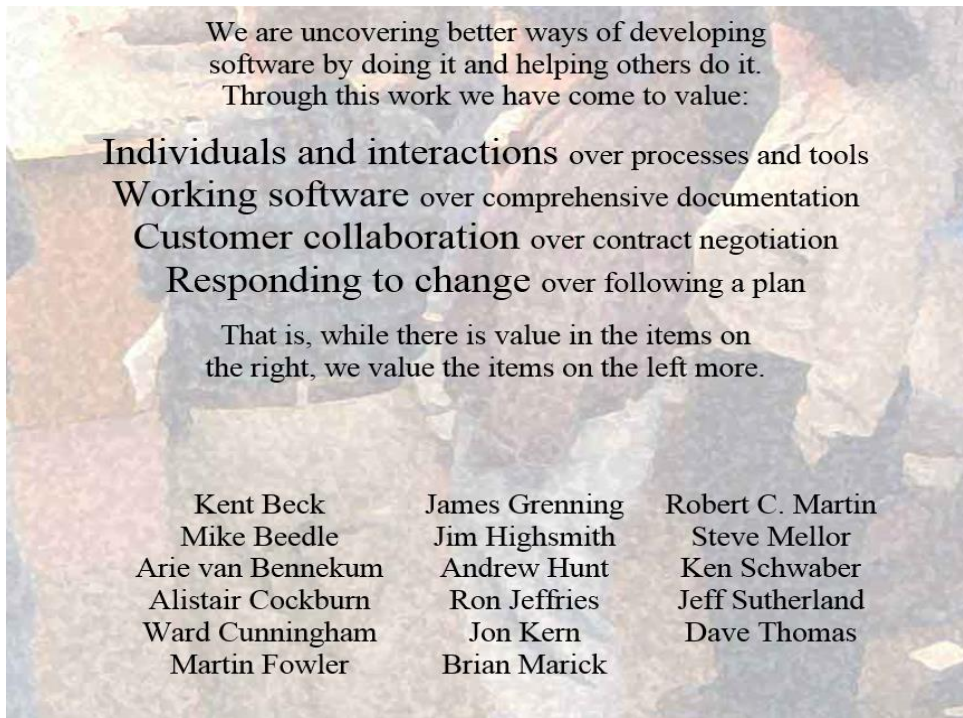 We are uncovering better ways of developing
software by doing it and helping others do it.
Through this work we have come to value:
Individuals and interactions over processes and tools
Working software over comprehensive documentation
Customer collaboration over contract negotiation
Responding to change over following a plan
That is, while there is value in the items on
the right, we value the items on the left more.
Kent Beck
Mike Beedle
Arie van Bennekum
Alistair Cockburn
Ward Cunningham
Martin Fowler
James Grenning
Jim Highsmith
Andrew Hunt
Ron Jeffries
Jon Kern
Brian Marick
Robert C. Martin
Steve Mellor
Ken Schwaber
Jeff Sutherland
Dave Thomas